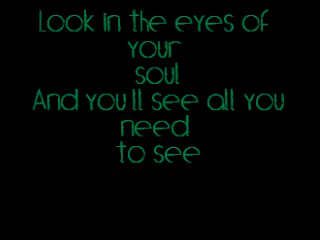 Look in the eyes of
your
soul
And you'll see all you
need
to see